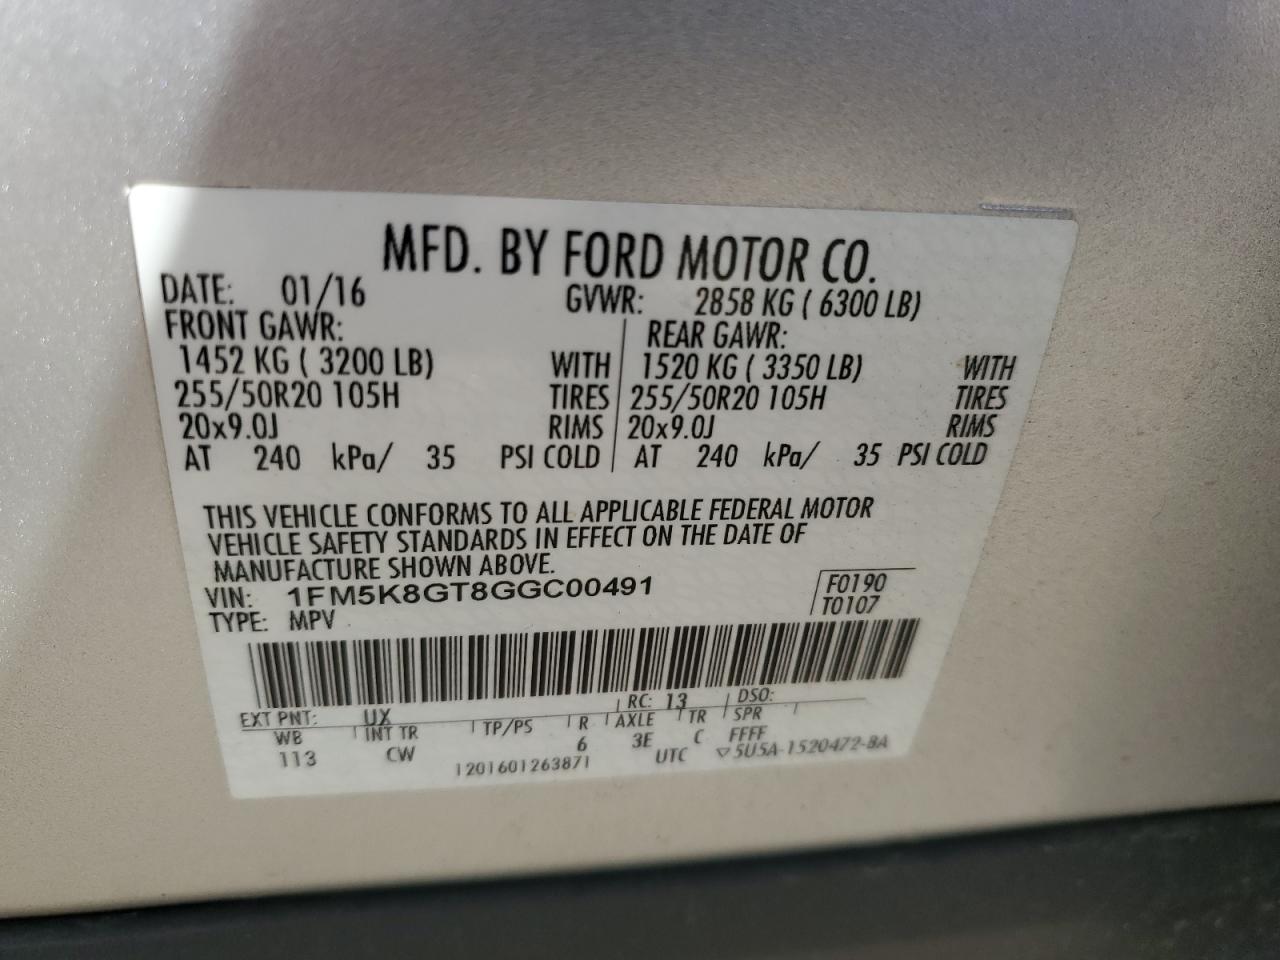 MFD. BY FORD MOTOR CO.
DATE: 01/16 GVWR: 2858 KG ( 6300 LB)
FRONT GAWR: REAR GAWR:
1452 KG ( 3200 LB) WITH 1520 KG ( 3350 LB) WITH
255/50R20 105H TIRES 255/50R20 105H TIRES
20x9.0J RIMS 20x9.0J RIMS
AT 240 kPa/ 35 PSI COLD AT 240 kPa/ 35 PSI COLD
THIS VEHICLE CONFORMS TO ALL APPLICABLE FEDERAL MOTOR
VEHICLE SAFETY STANDARDS IN EFFECT ON THE DATE OF
MANUFACTURE SHOWN ABOVE.
VIN: 1FM5K8GT8GGC00491 F0190
TYPE: MPV T0107
EXT PNT: UX RC: 13 DSO:
WB INT TR TP/PS R AXLE TR SPR
113 CW 6 3E C FFFF
1201601263871 UTC ▽5U5A-1520472-BA